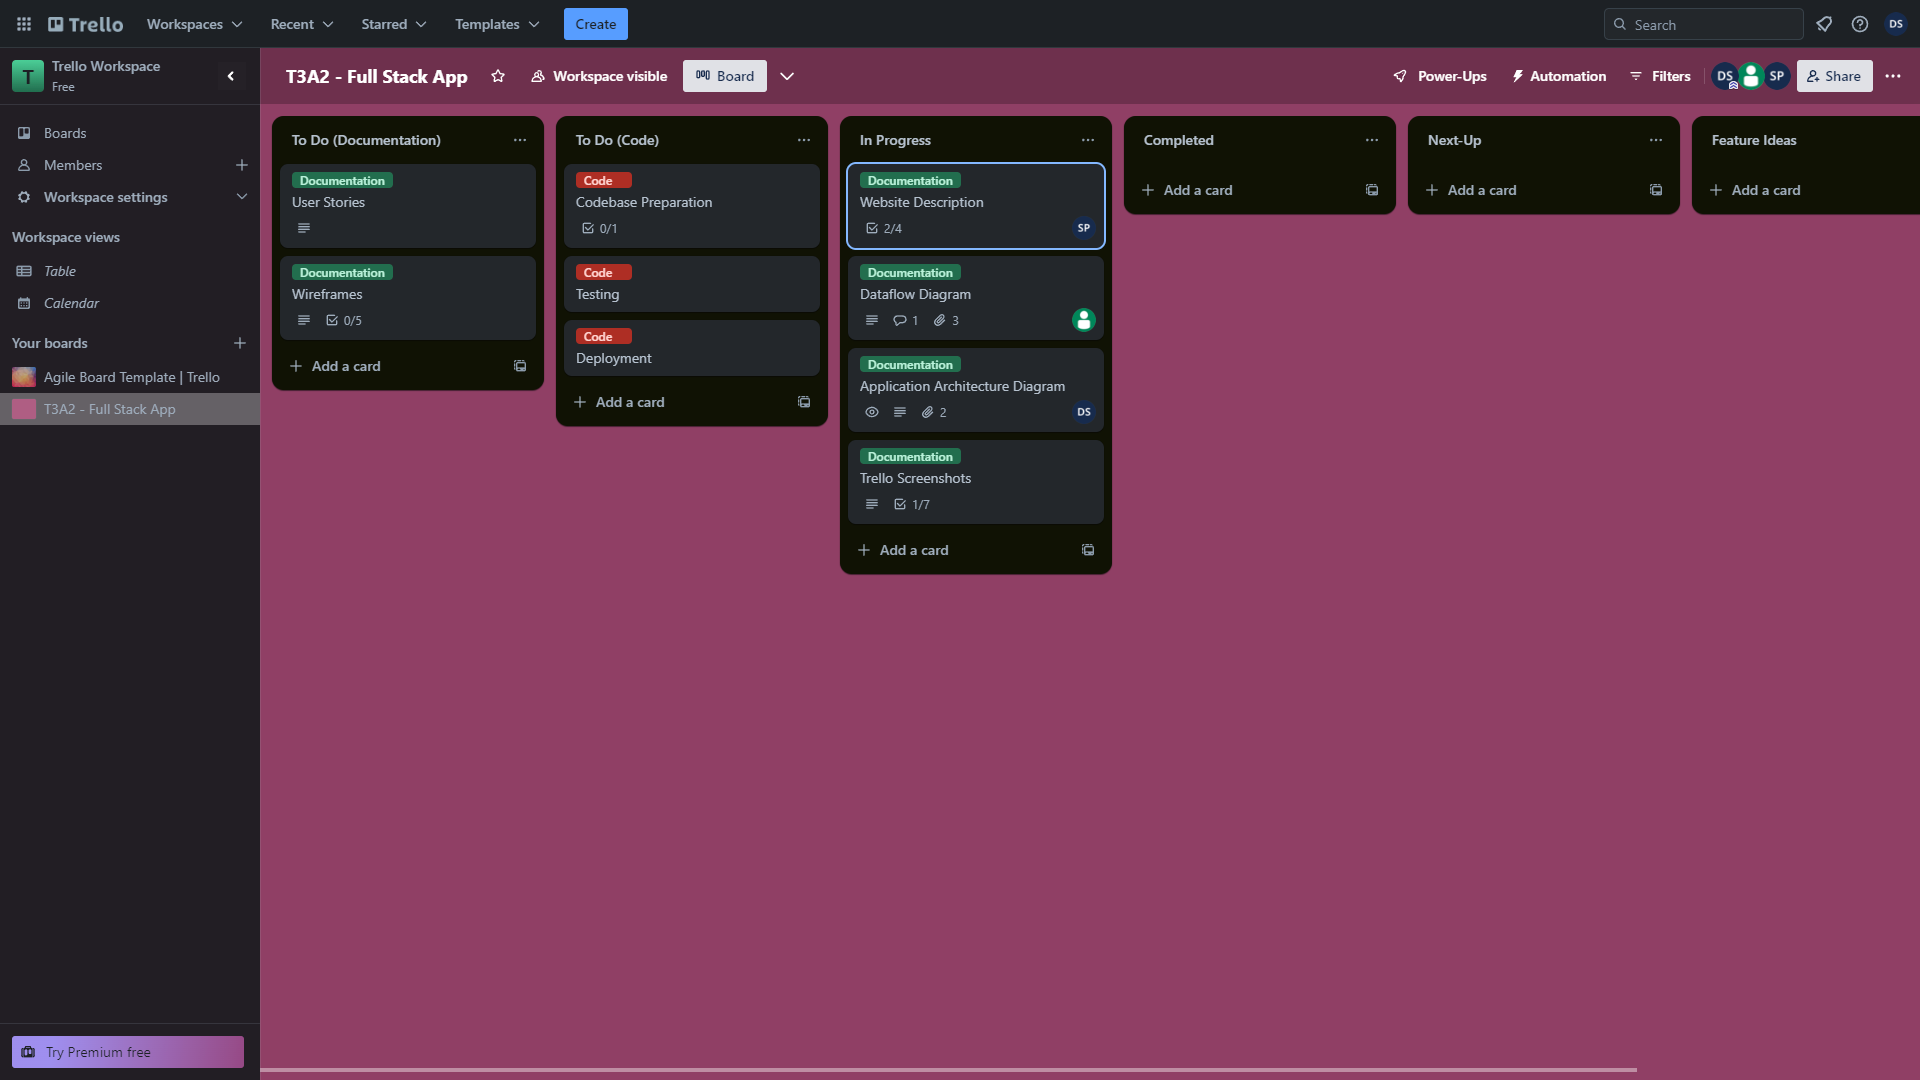 Trello
Workspaces
Recent
Starred
Templates
Create
Search
DS
T
Trello Workspace
Free
T3A2 - Full Stack App
Workspace visible
Board
Power-Ups
Automation
Filters
DS
SP
Share
Boards
Members
Workspace settings
Workspace views
Table
Calendar
Your boards
Agile Board Template | Trello
T3A2 - Full Stack App
Try Premium free
To Do (Documentation)
Documentation
User Stories
Documentation
Wireframes
0/5
Add a card
To Do (Code)
Code
Codebase Preparation
0/1
Code
Testing
Code
Deployment
Add a card
In Progress
Documentation
Website Description
2/4
SP
Documentation
Dataflow Diagram
1
3
Documentation
Application Architecture Diagram
2
DS
Documentation
Trello Screenshots
1/7
Add a card
Completed
Add a card
Next-Up
Add a card
Feature Ideas
Add a card